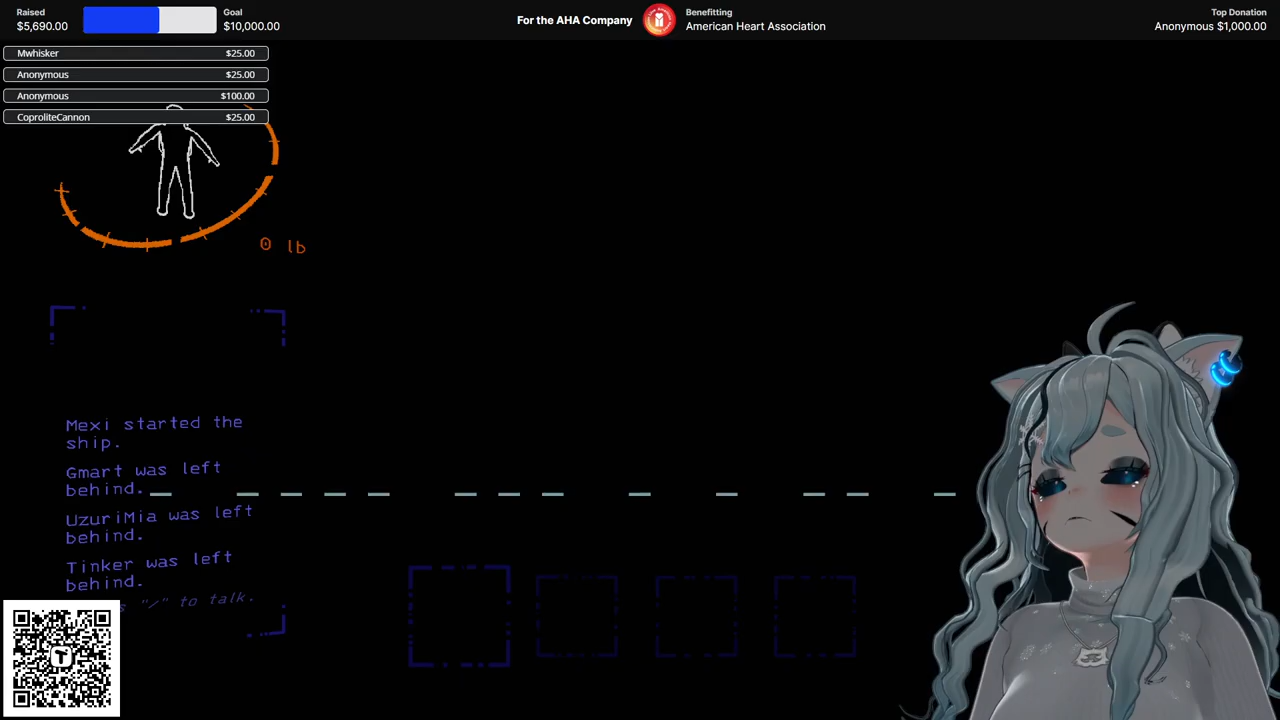 Raised
$5,690.00
Goal
$10,000.00
For the AHA Company
Benefitting
American Heart Association
Top Donation
Anonymous $1,000.00
Mwhisker $25.00
Anonymous $25.00
Anonymous $100.00
CoproliteCannon $25.00
0 lb
Mexi started the
ship.
Gmart was left
behind.
UzuriMia was left
behind.
Tinker was left
behind.
"/" to talk.